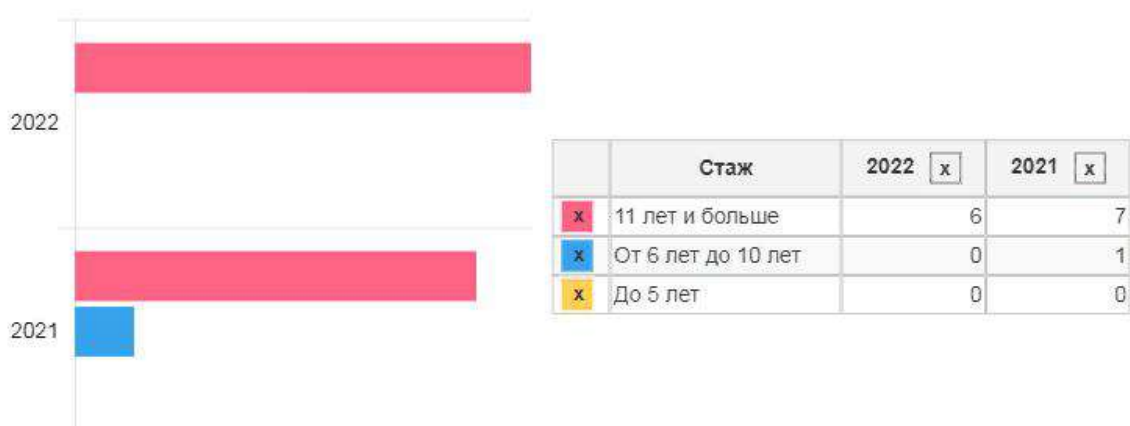 2022
2021
Стаж 2022 x 2021 x
x 11 лет и больше 6 7
x От 6 лет до 10 лет 0 1
x До 5 лет 0 0